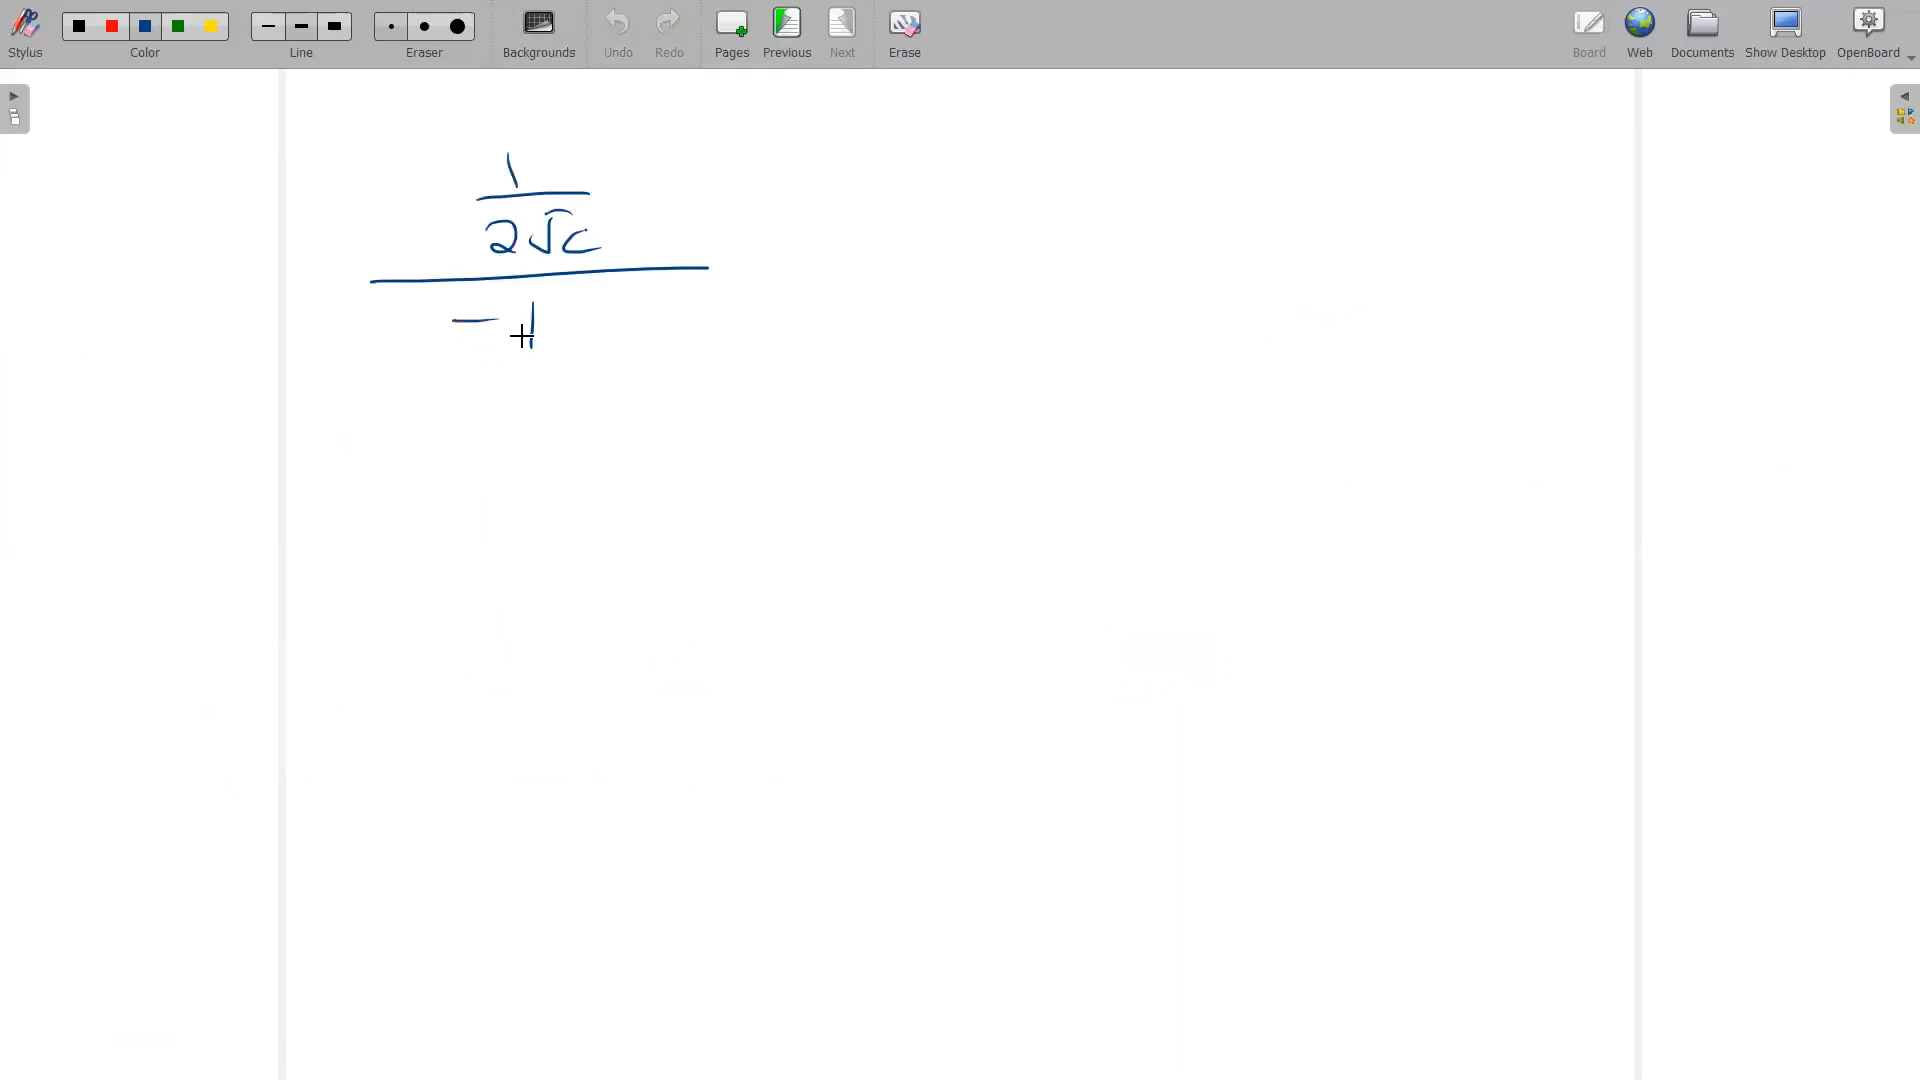 Stylus Color Line Eraser Backgrounds Undo Redo Pages Previous Next Erase Board Web Documents Show Desktop OpenBoard
1
2√c
- 1